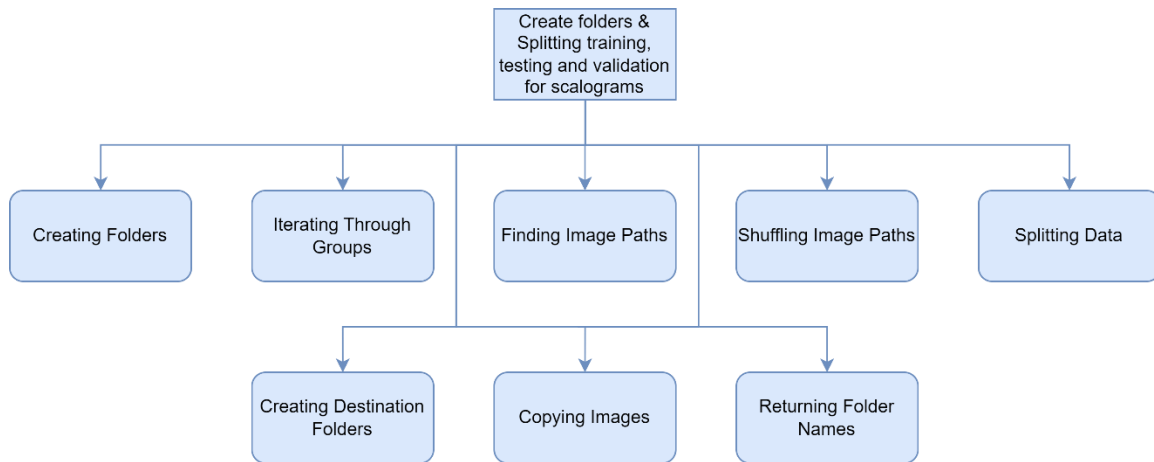 Create folders &
Splitting training,
testing and validation
for scalograms
Creating Folders
Iterating Through
Groups
Finding Image Paths
Shuffling Image Paths
Splitting Data
Creating Destination
Folders
Copying Images
Returning Folder
Names